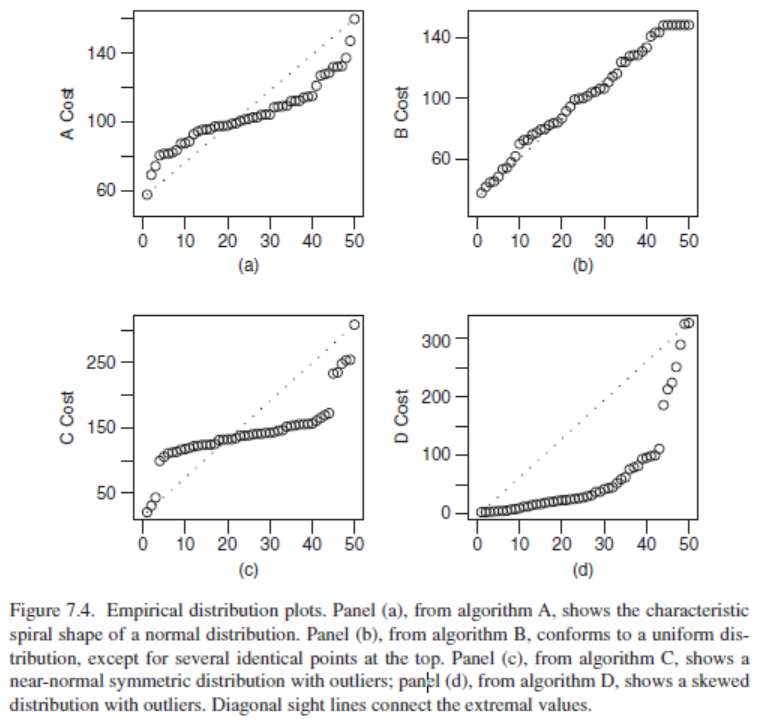 A Cost
140
100
60
0 10 20 30 40 50
(a)
B Cost
140
100
60
0 10 20 30 40 50
(b)
C Cost
250
150
50
0 10 20 30 40 50
(c)
D Cost
300
200
100
0
0 10 20 30 40 50
(d)
Figure 7.4. Empirical distribution plots. Panel (a), from algorithm A, shows the characteristic
spiral shape of a normal distribution. Panel (b), from algorithm B, conforms to a uniform dis-
tribution, except for several identical points at the top. Panel (c), from algorithm C, shows a
near-normal symmetric distribution with outliers; panel (d), from algorithm D, shows a skewed
distribution with outliers. Diagonal sight lines connect the extremal values.